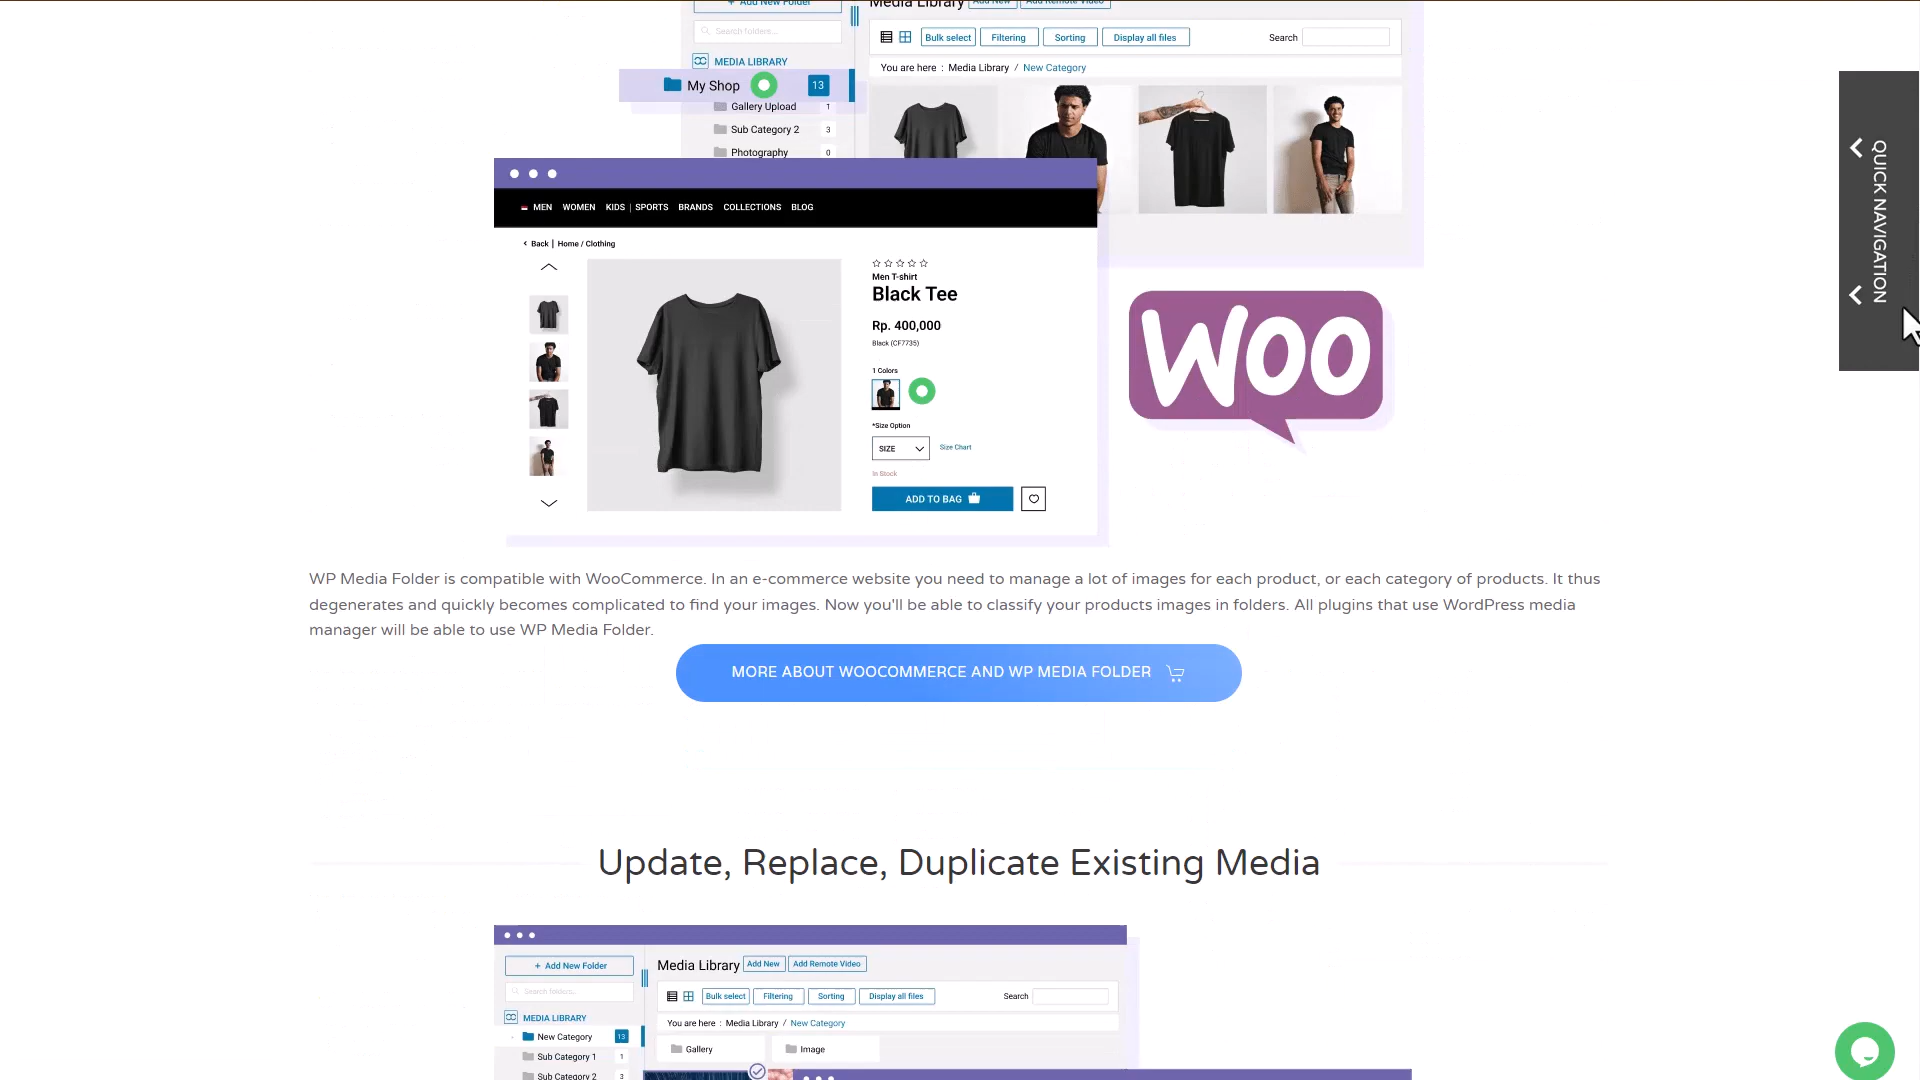 + Add New Folder
Media Library Add New Add Remote Video
Search folders...
Bulk select Filtering Sorting Display all files Search
MEDIA LIBRARY
You are here : Media Library / New Category
My Shop 13
Gallery Upload 1
Sub Category 2 3
Photography 0
QUICK NAVIGATION
MEN WOMEN KIDS | SPORTS BRANDS COLLECTIONS BLOG
Back | Home / Clothing
Men T-shirt
Black Tee
Rp. 400,000
Black (CF7735)
1 Colors
*Size Option
SIZE Size Chart
In Stock
ADD TO BAG
WOO
WP Media Folder is compatible with WooCommerce. In an e-commerce website you need to manage a lot of images for each product, or each category of products. It thus
degenerates and quickly becomes complicated to find your images. Now you'll be able to classify your products images in folders. All plugins that use WordPress media
manager will be able to use WP Media Folder.
MORE ABOUT WOOCOMMERCE AND WP MEDIA FOLDER
Update, Replace, Duplicate Existing Media
+ Add New Folder
Media Library Add New Add Remote Video
Search folders...
Bulk select Filtering Sorting Display all files Search
MEDIA LIBRARY
You are here : Media Library / New Category
New Category 13
Gallery Image
Sub Category 1 1
Sub Category 2 3